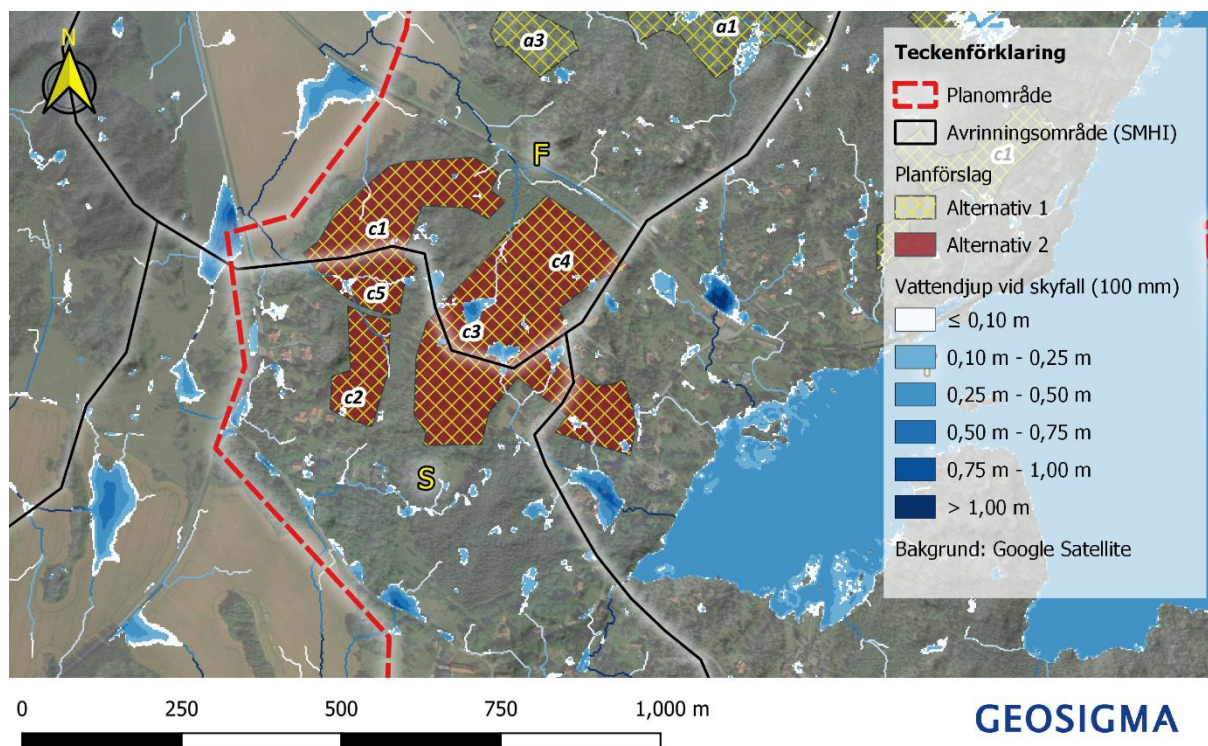 N
a3
a1
F
c1
c4
c5
c3
c2
S
Teckenförklaring
Planområde
Avrinningsområde (SMHI)
c1
Planförslag
Alternativ 1
Alternativ 2
Vattendjup vid skyfall (100 mm)
≤ 0,10 m
0,10 m - 0,25 m
0,25 m - 0,50 m
0,50 m - 0,75 m
0,75 m - 1,00 m
> 1,00 m
Bakgrund: Google Satellite
0 250 500 750 1,000 m
GEOSIGMA